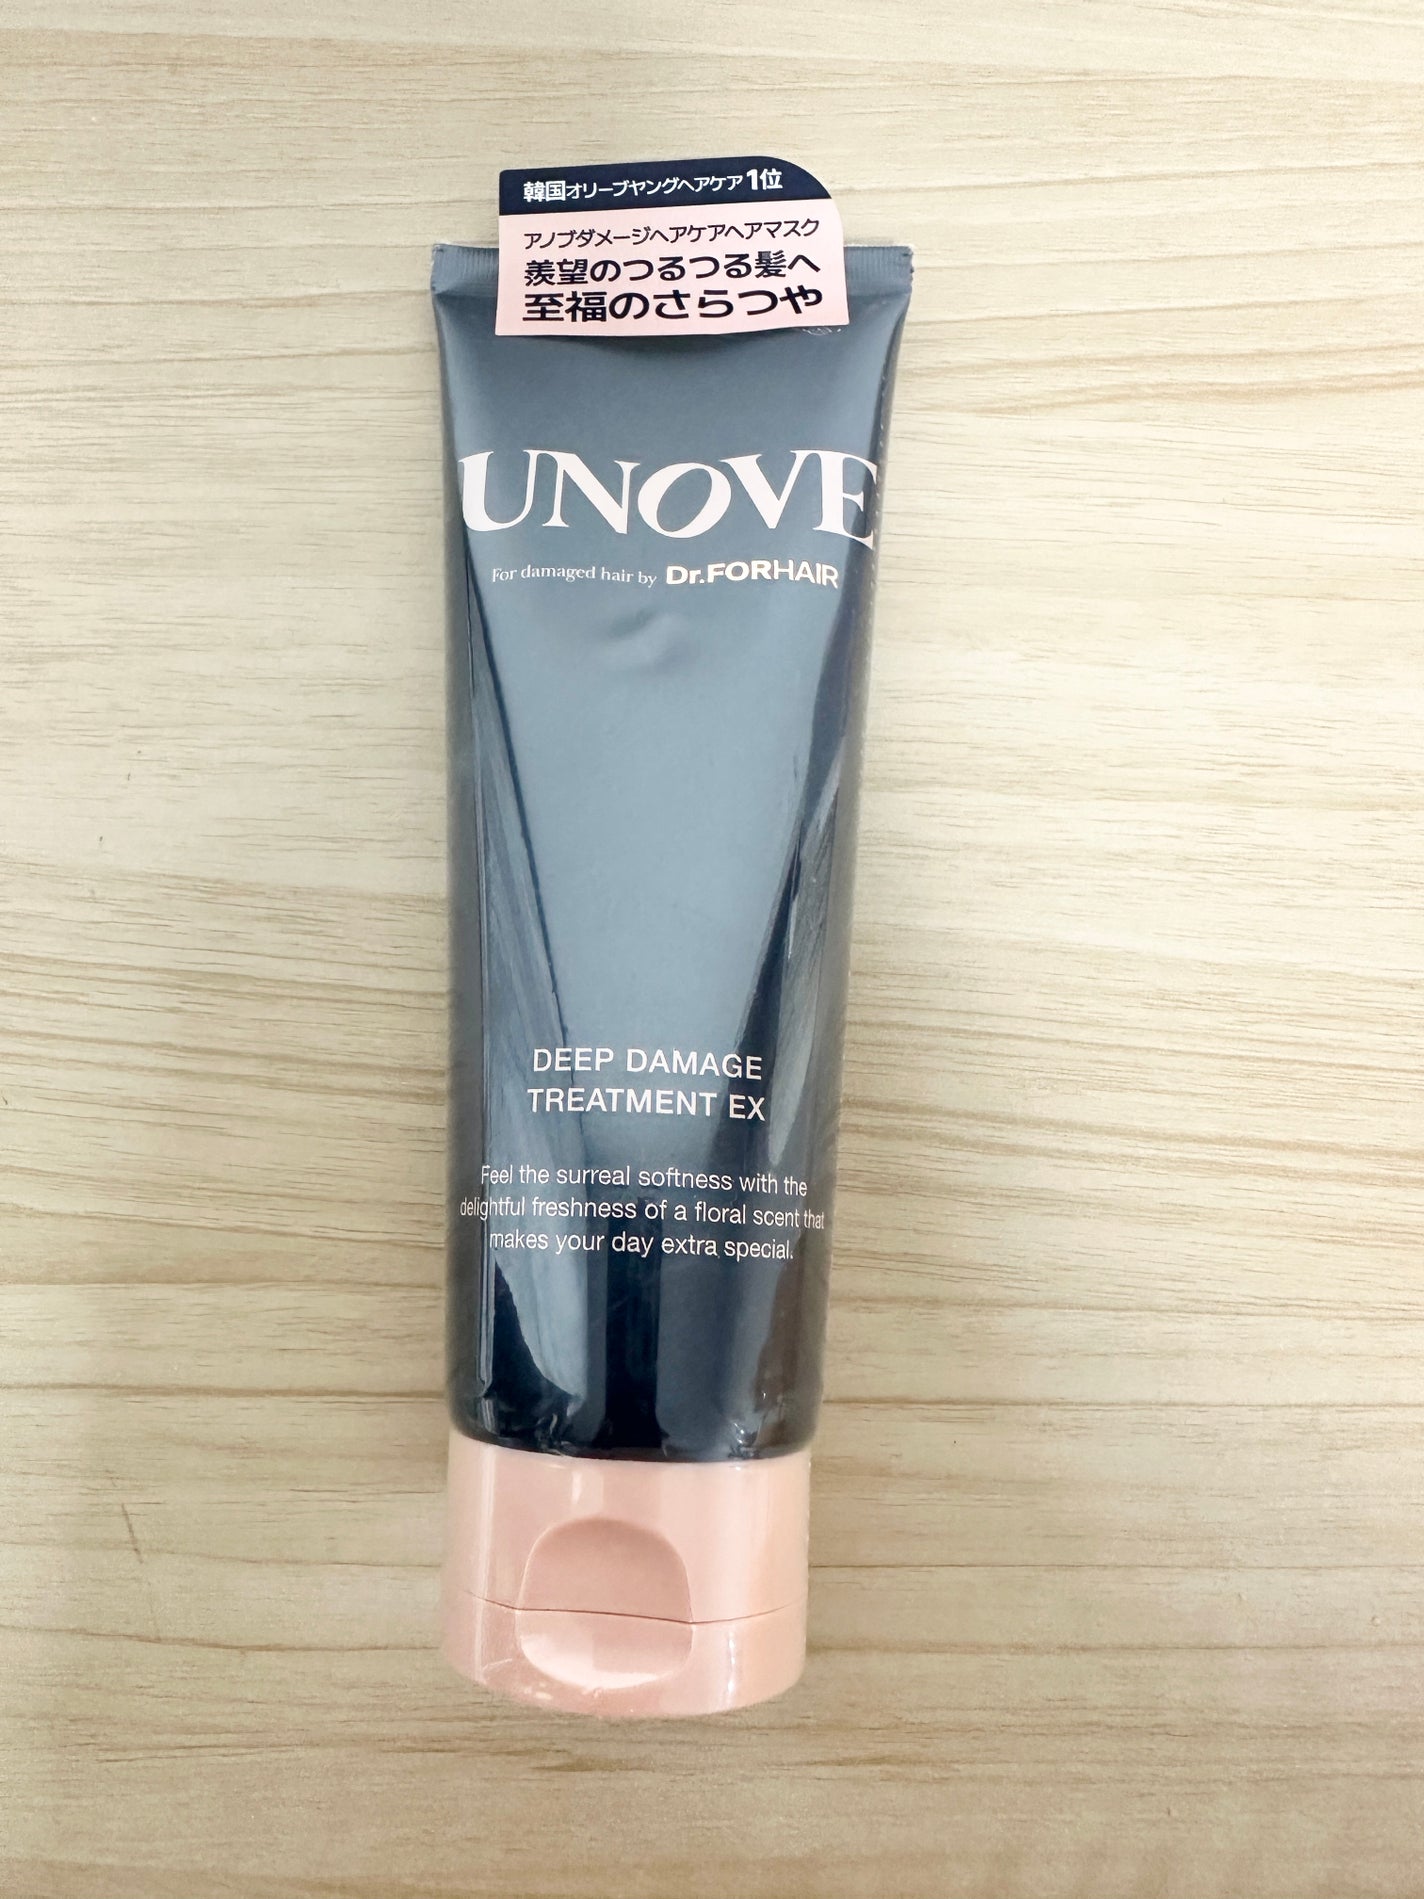 韓国オリーブヤングヘアケア1位
アノブダメージヘアケアヘアマスク
羨望のつるつる髪へ
至福のさらつや
UNOVE
For damaged hair by Dr.FORHAIR
DEEP DAMAGE
TREATMENT EX
Feel the surreal softness with the
delightful freshness of a floral scent that
makes your day extra special.